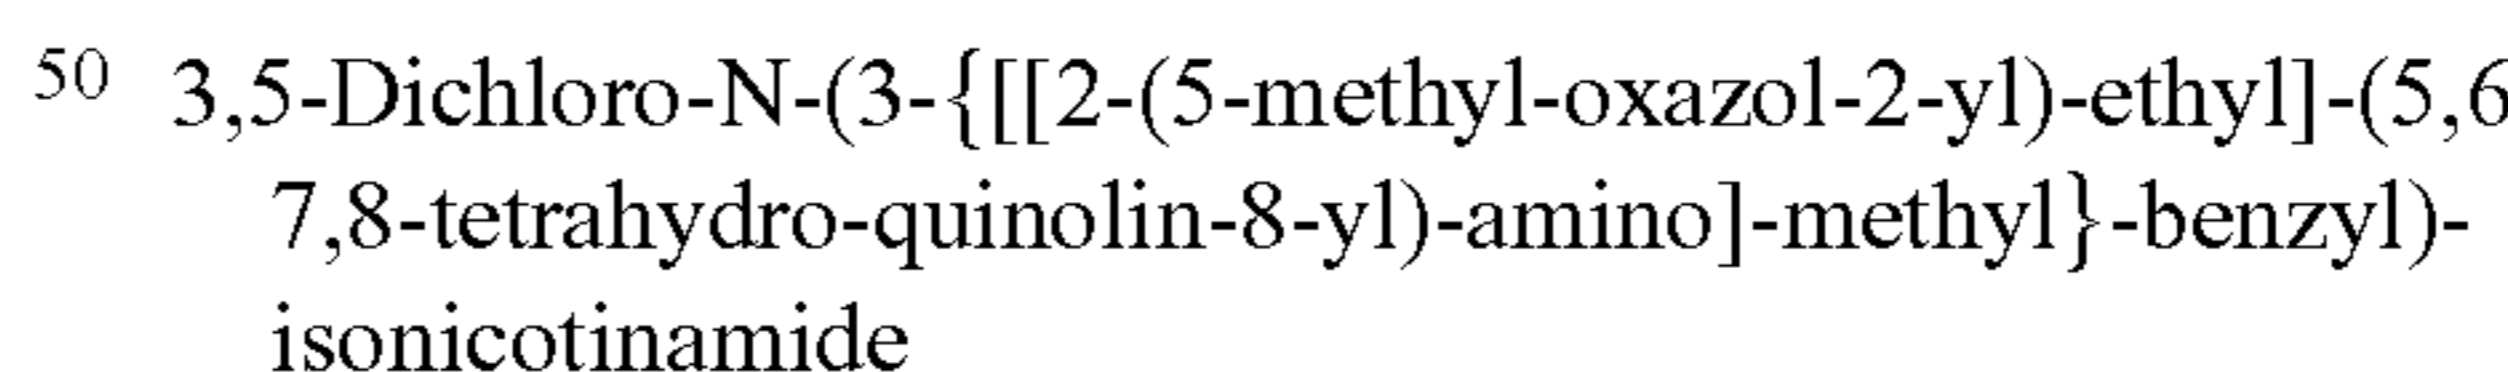 50 3,5-Dichloro-N-(3-{[[2-(5-methyl-oxazol-2-yl)-ethyl]-(5,6
7,8-tetrahydro-quinolin-8-yl)-amino]-methyl}-benzyl)-
isonicotinamide